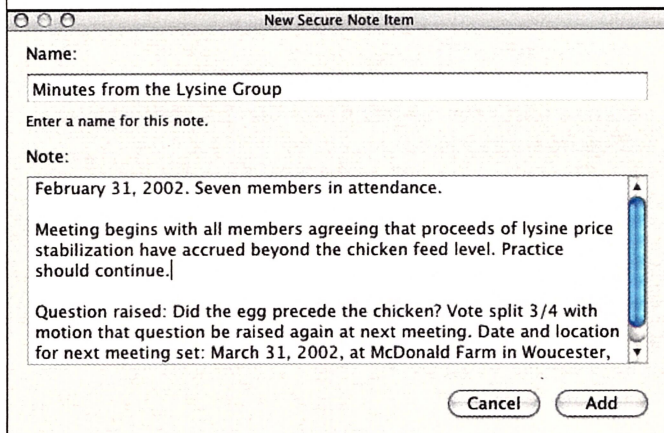 New Secure Note Item
Name:
Minutes from the Lysine Group
Enter a name for this note.
Note:
February 31, 2002. Seven members in attendance.
Meeting begins with all members agreeing that proceeds of lysine price
stabilization have accrued beyond the chicken feed level. Practice
should continue.
Question raised: Did the egg precede the chicken? Vote split 3/4 with
motion that question be raised again at next meeting. Date and location
for next meeting set: March 31, 2002, at McDonald Farm in Woucester,
Cancel
Add